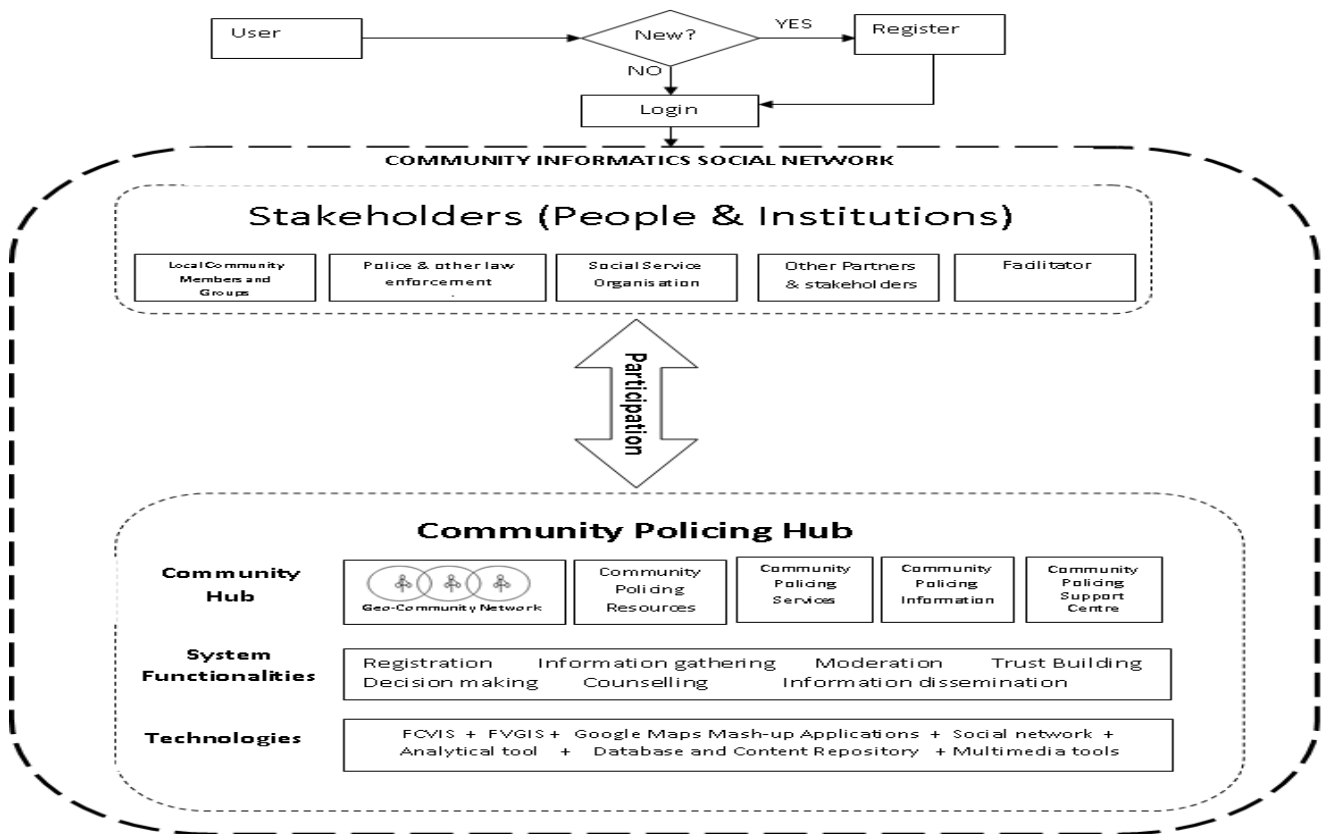 User
New?
YES
Register
NO
Login
COMMUNITY INFORMATICS SOCIAL NETWORK
Stakeholders (People & Institutions)
Local Community
Members and
Groups
Police & other law
enforcement
Social Service
Organisation
Other Partners
& stakeholders
Facilitator
Participation
Community Policing Hub
Community
Hub
Geo-Community Network
Community
Policing
Resources
Community
Policing
Services
Community
Policing
Information
Community
Policing
Support
Centre
System
Functionalities
Registration Information gathering Moderation Trust Building
Decision making Counselling Information dissemination
Technologies
FCVIS + FVGIS + Google Maps Mash-up Applications + Social network +
Analytical tool + Database and Content Repository + Multimedia tools